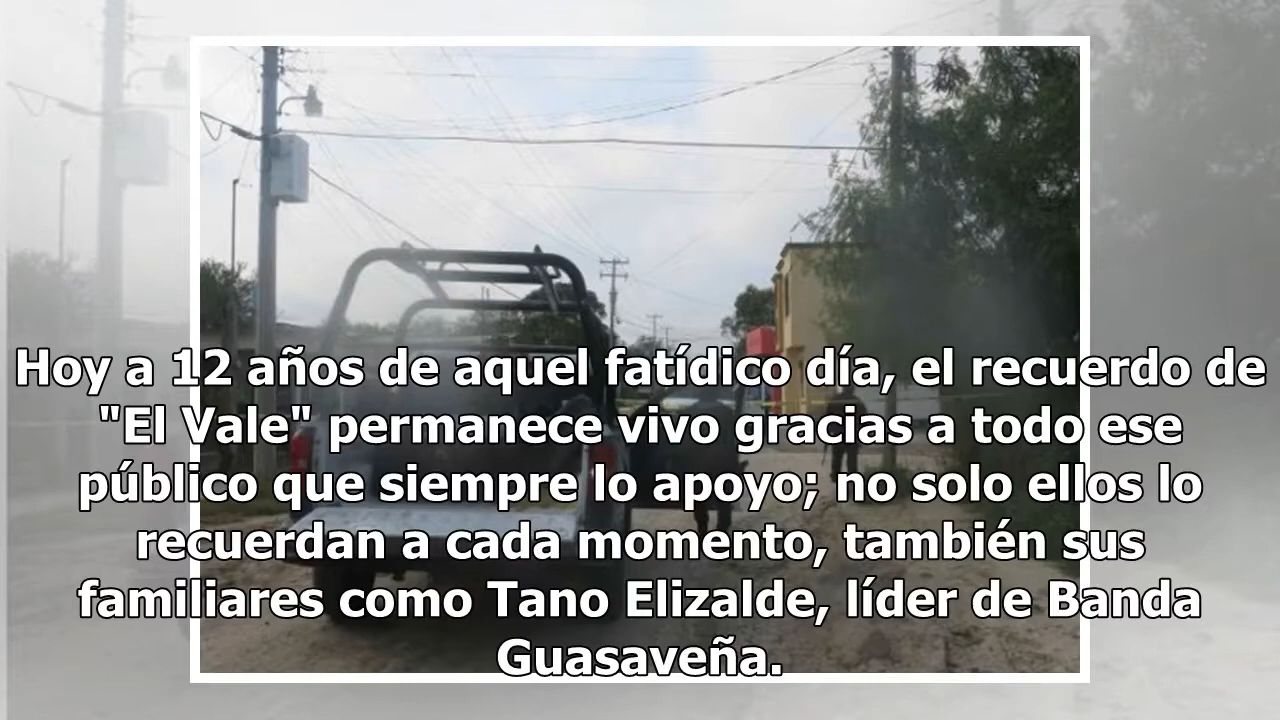 Hoy a 12 años de aquel fatídico día, el recuerdo de
"El Vale" permanece vivo gracias a todo ese
público que siempre lo apoyo; no solo ellos lo
recuerdan a cada momento, también sus
familiares como Tano Elizalde, líder de Banda
Guasaveña.